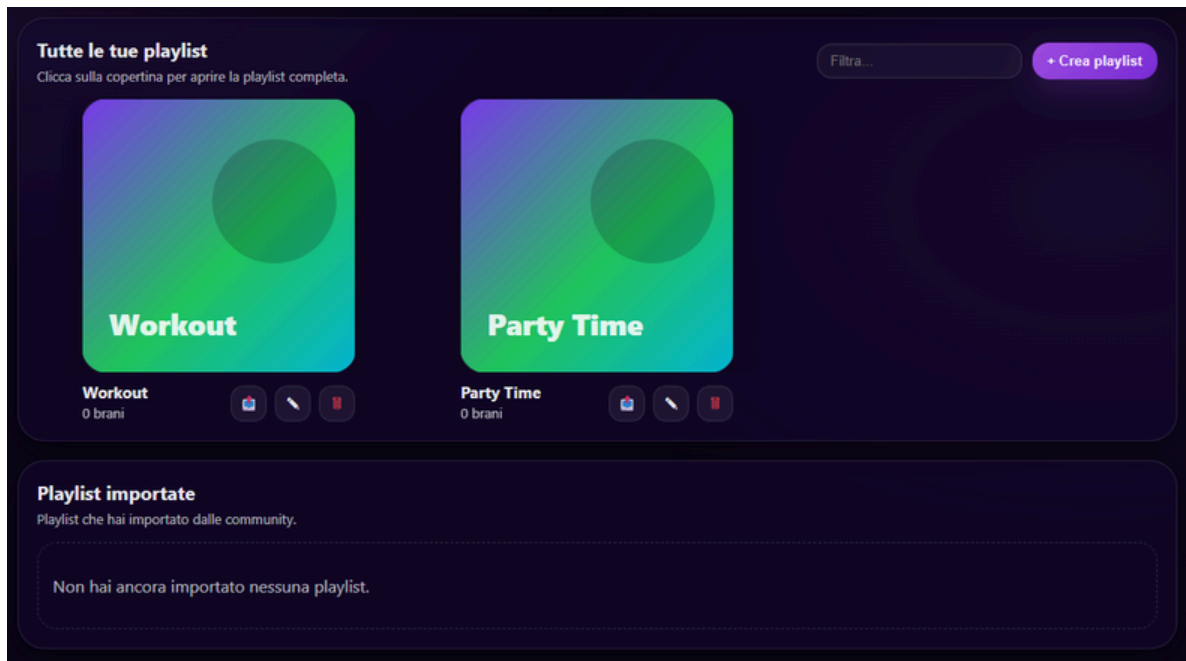 Tutte le tue playlist
Clicca sulla copertina per aprire la playlist completa.
Filtra...
+ Crea playlist
Workout
Party Time
Workout
0 brani
Party Time
0 brani
Playlist importate
Playlist che hai importato dalle community.
Non hai ancora importato nessuna playlist.